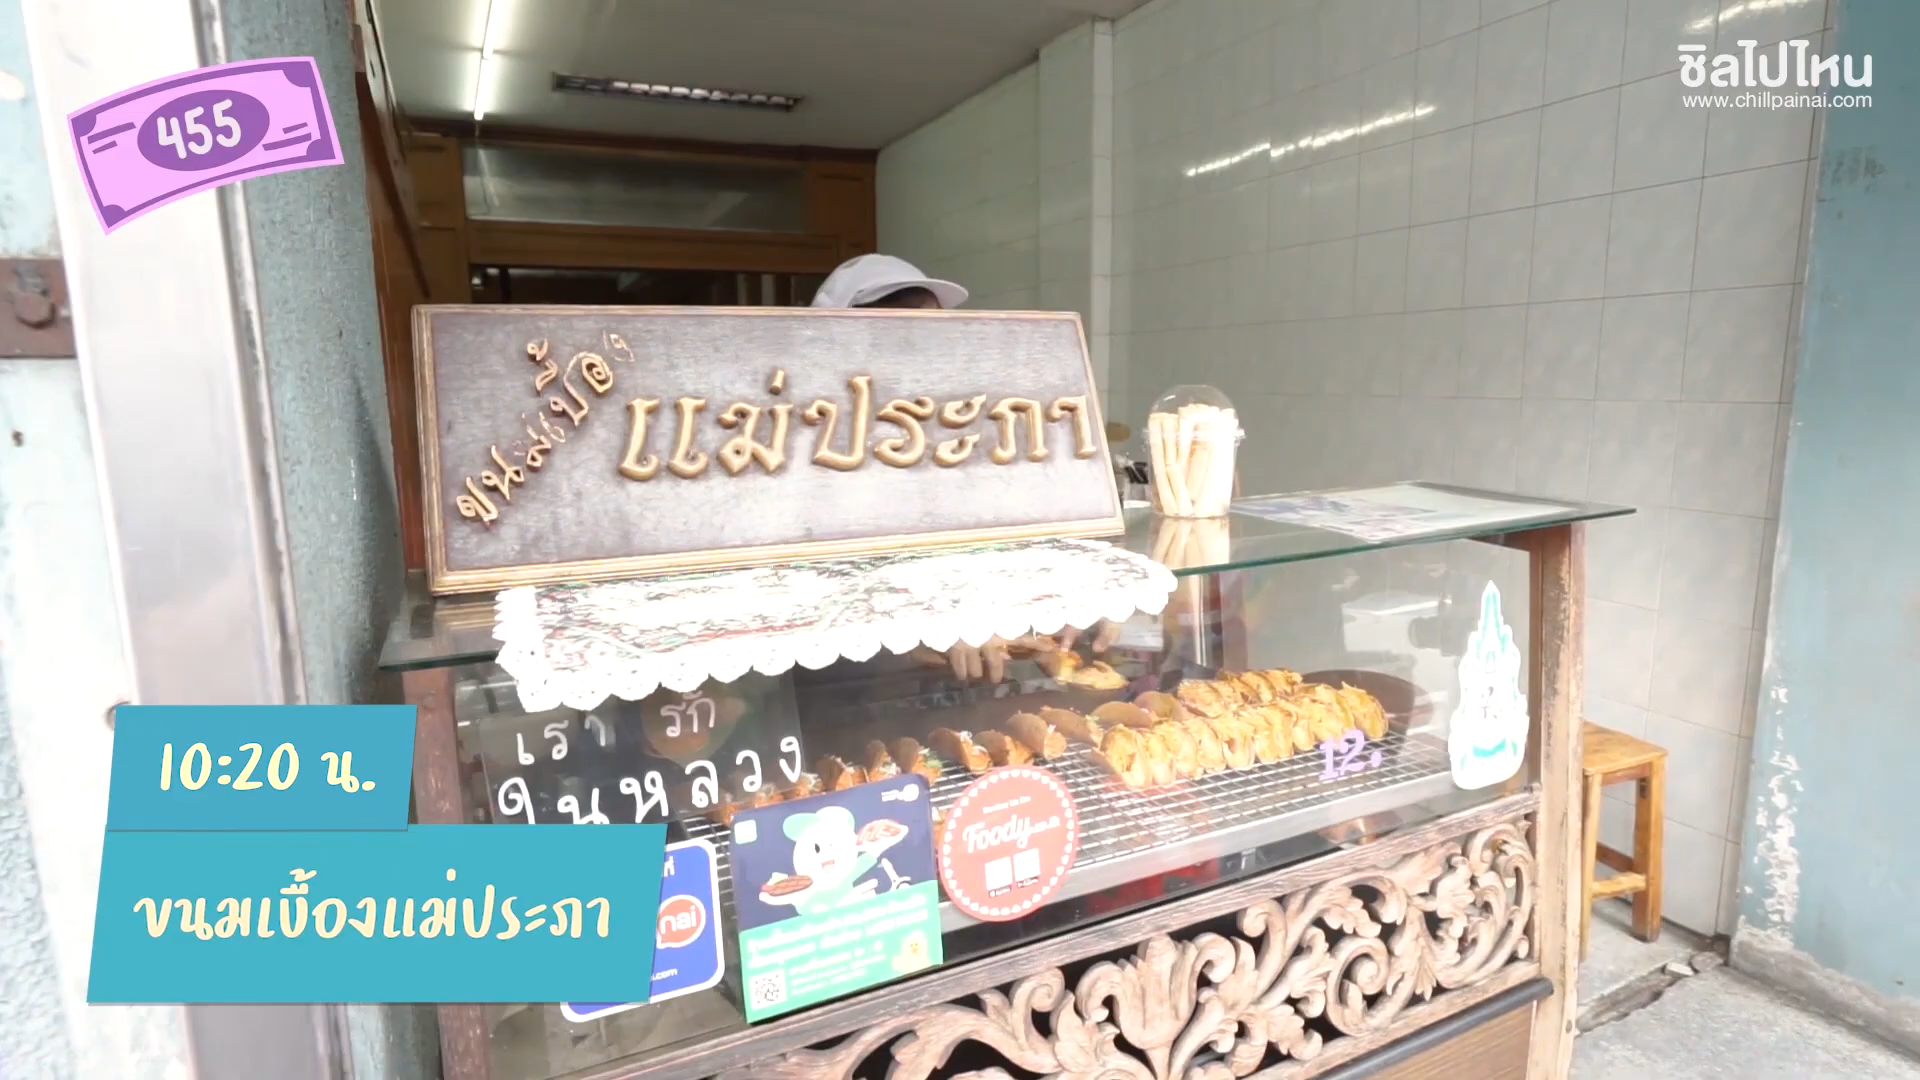 455
ชิลไปไหน
www.chillpainai.com
ขนมเบื้อง
แม่ประภา
เรา รัก
ในหลวง
12.
Foody
nai
10:20 น.
ขนมเบื้องแม่ประภา